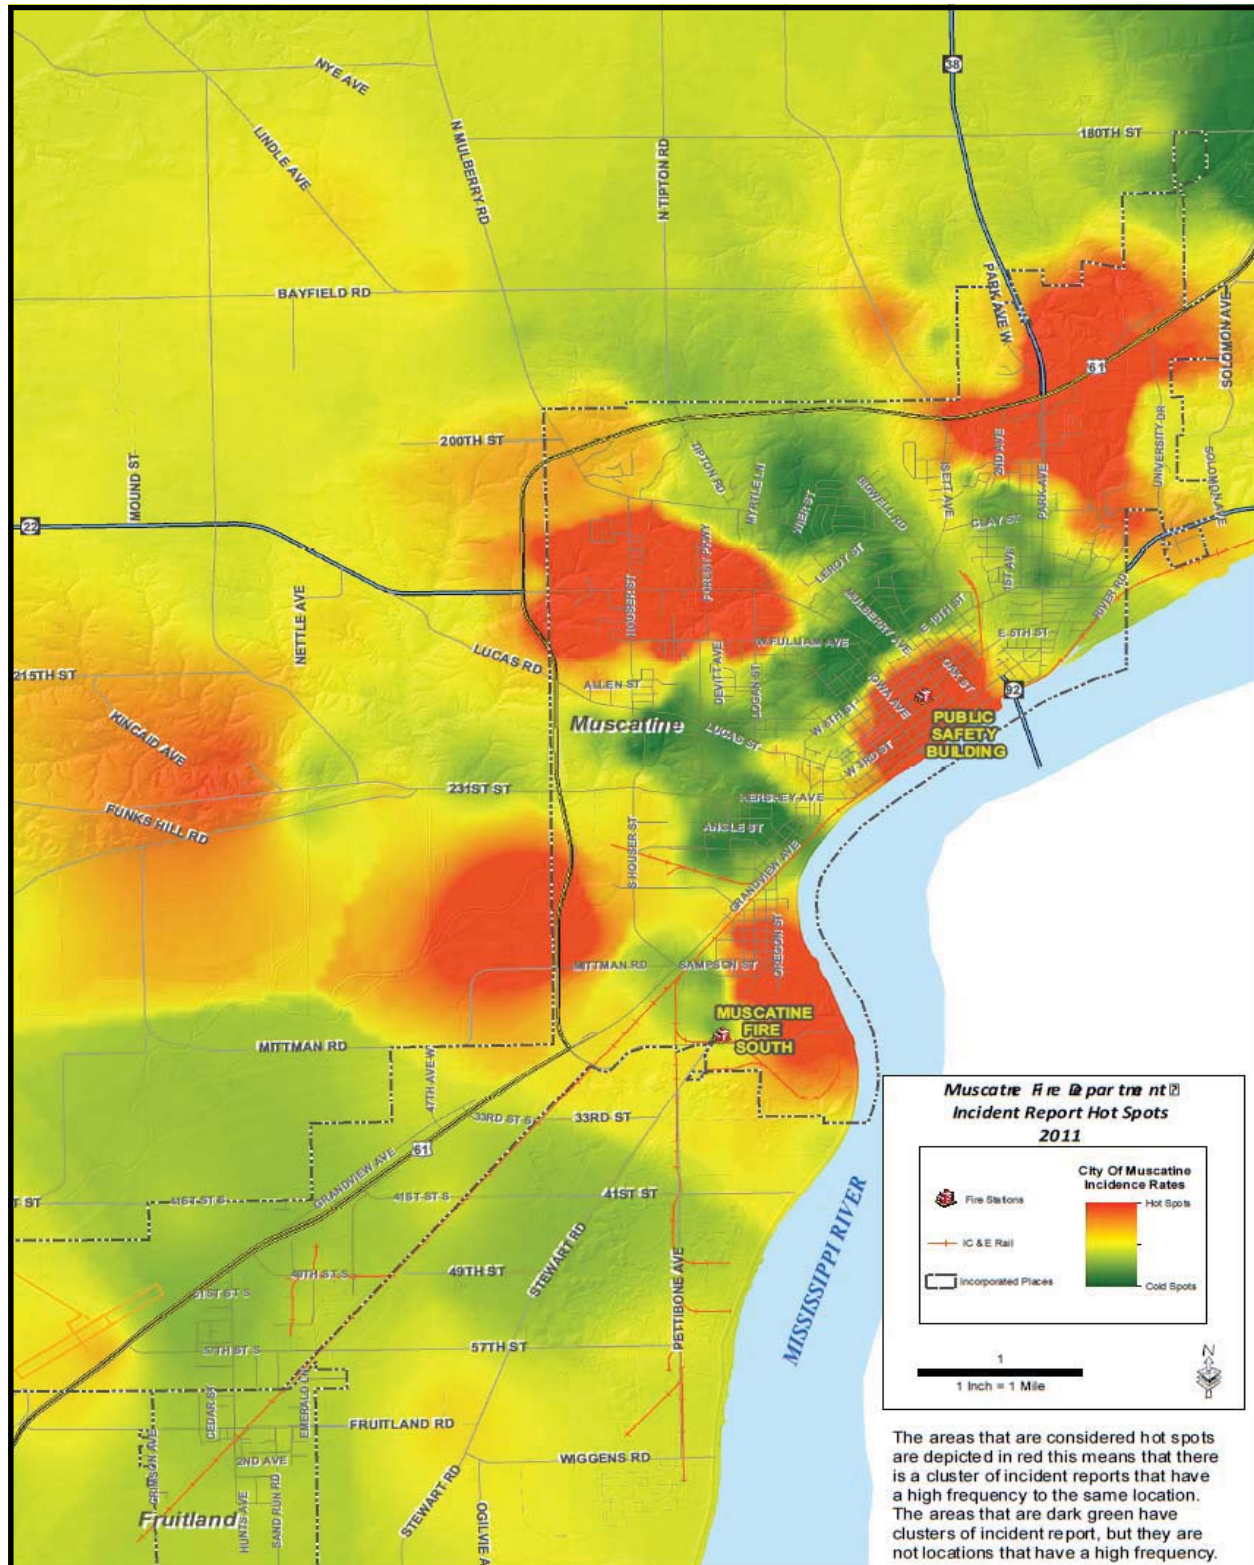 NYE AVE
38
180TH ST
LINDLE AVE
N MULBERRY RD
N TIPTON RD
BAYFIELD RD
PARK AVE W
SOLOMON AVE
61
200TH ST
MOUND ST
22
TIPTON RD
MYRTLE LN
WIER ST
BIDWELL RD
ISETT AVE
2ND AVE
PARK AVE
UNIVERSITY DR
SOLOMON AVE
CLAY ST
LEROY ST
1ST AVE
FOREST PKWY
HOUSER ST
NETTLE AVE
MULBERRY AVE
E 10TH ST
RIVER RD
LUCAS RD
W FULLIAM AVE
E 5TH ST
215TH ST
ALLEN ST
DEVITT AVE
LOGAN ST
IOWA AVE
OAK ST
92
KINCAID AVE
Muscatine
LUCAS ST
W 8TH ST
W 3RD ST
PUBLIC
SAFETY
BUILDING
231ST ST
HERSHEY AVE
FUNKS HILL RD
ANSLE ST
S HOUSER ST
GRANDVIEW AVE
OREGON ST
MITTMAN RD
SAMPSON ST
MUSCATINE
FIRE
SOUTH
MITTMAN RD
47TH AVE W
33RD ST S
33RD ST
61
GRANDVIEW AVE
41ST ST S
41ST ST S
41ST ST
STEWART RD
PETTIBONE AVE
MISSISSIPPI RIVER
49TH ST S
49TH ST
51ST ST S
57TH ST S
57TH ST
CEDAR ST
EMERALD LN
FRUITLAND RD
GRIMSON AVE
2ND AVE
WIGGENS RD
Fruitland
HUNTS AVE
SAND RUN RD
STEWART RD
OGILVIE A
Muscatne Fire Department
Incident Report Hot Spots
2011
City Of Muscatine
Incidence Rates
Fire Stations
Hot Spots
IC & E Rail
Incorporated Places
Cold Spots
1
1 Inch = 1 Mile
N
The areas that are considered hot spots
are depicted in red this means that there
is a cluster of incident reports that have
a high frequency to the same location.
The areas that are dark green have
clusters of incident report, but they are
not locations that have a high frequency.